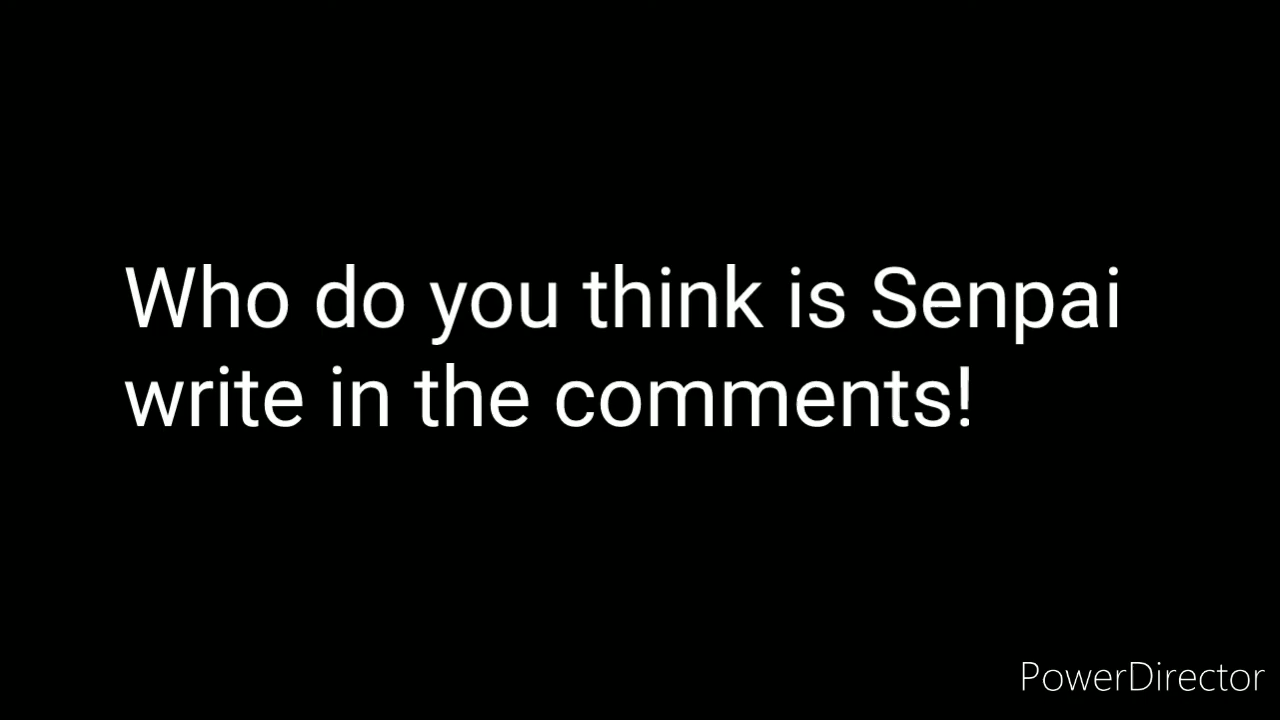 Who do you think is Senpai
write in the comments!
PowerDirector